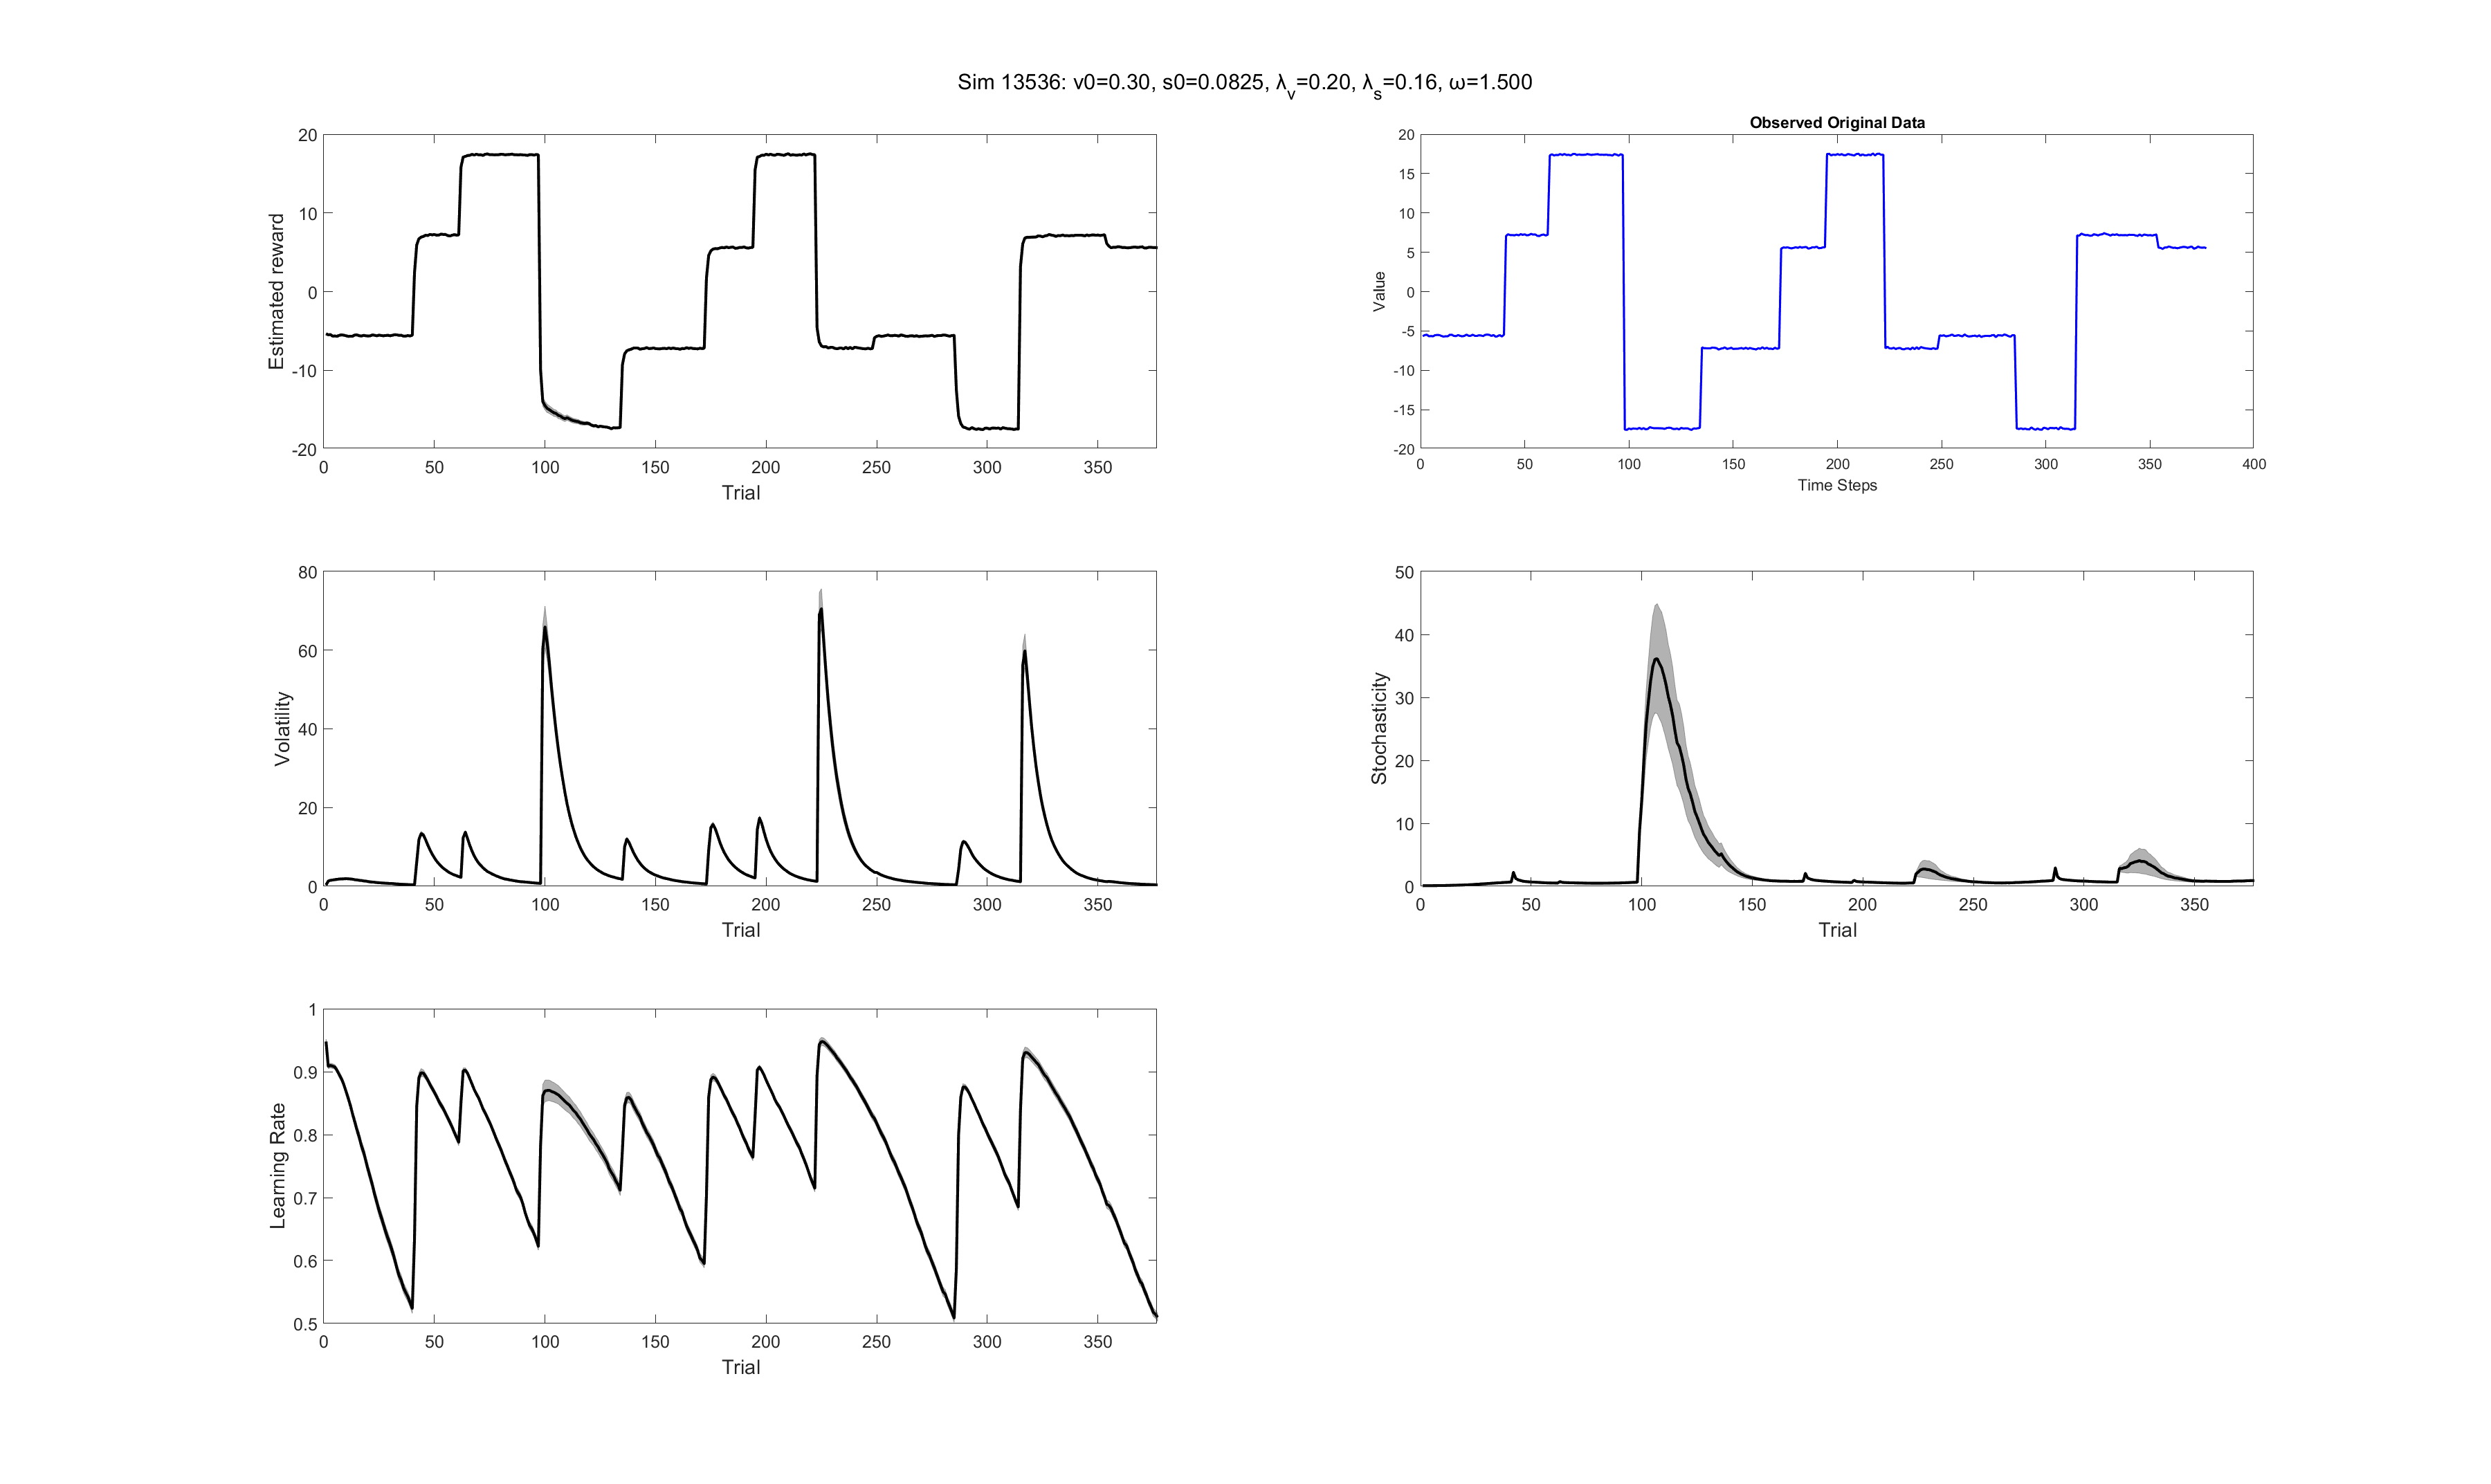 Sim 13536: v0=0.30, s0=0.0825, λv=0.20, λs=0.16, ω=1.500
20
10
0
-10
-20
Estimated reward
0 50 100 150 200 250 300 350
Trial
Observed Original Data
20
15
10
5
0
-5
-10
-15
-20
Value
0 50 100 150 200 250 300 350 400
Time Steps
80
60
40
20
0
Volatility
0 50 100 150 200 250 300 350
Trial
50
40
30
20
10
0
Stochasticity
0 50 100 150 200 250 300 350
Trial
1
0.9
0.8
0.7
0.6
0.5
Learning Rate
0 50 100 150 200 250 300 350
Trial